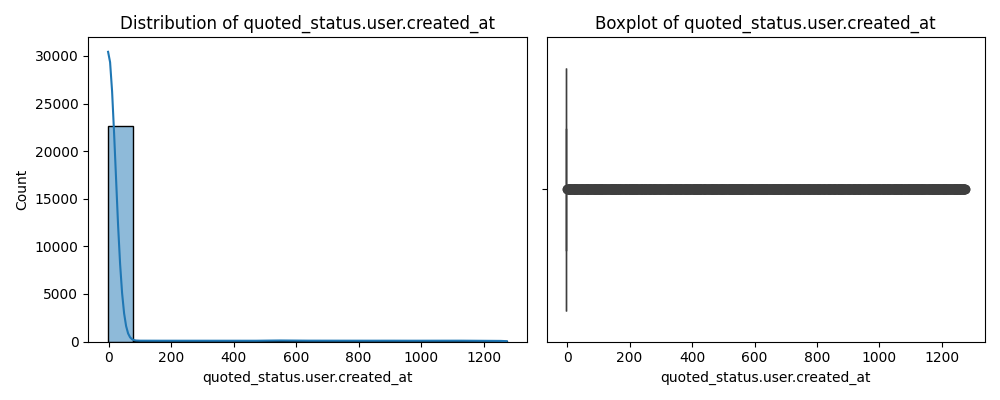 Distribution of quoted_status.user.created_at
Count
30000
25000
20000
15000
10000
5000
0
0 200 400 600 800 1000 1200
quoted_status.user.created_at
Boxplot of quoted_status.user.created_at
0 200 400 600 800 1000 1200
quoted_status.user.created_at